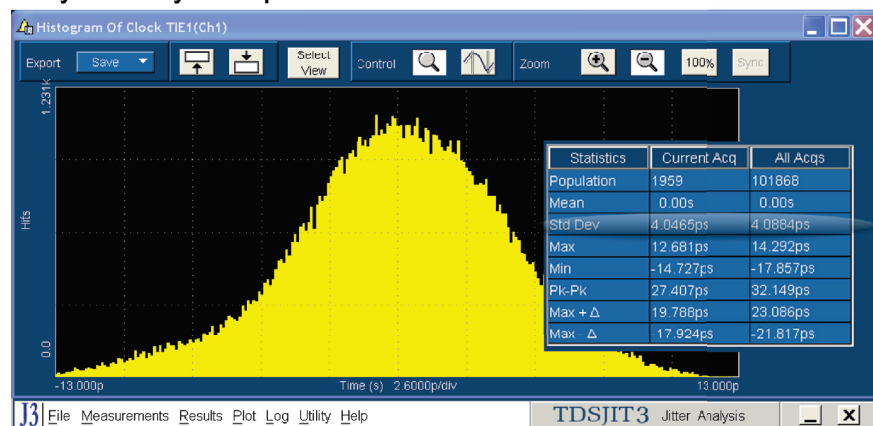 Histogram Of Clock TIE1(Ch1)
Export Save Select View Control Zoom 100% Sync
1.231k
Hits
0.0
-13.000p Time (s) 2.6000p/div 13.000p
Statistics Current Acq All Acqs
Population 1959 101868
Mean 0.00s 0.00s
Std Dev 4.0465ps 4.0884ps
Max 12.681ps 14.292ps
Min -14.727ps -17.857ps
Pk-Pk 27.407ps 32.149ps
Max + Δ 19.788ps 23.086ps
Max Δ 17.924ps -21.817ps
J3 File Measurements Results Plot Log Utility Help TDSJIT3 Jitter Analysis